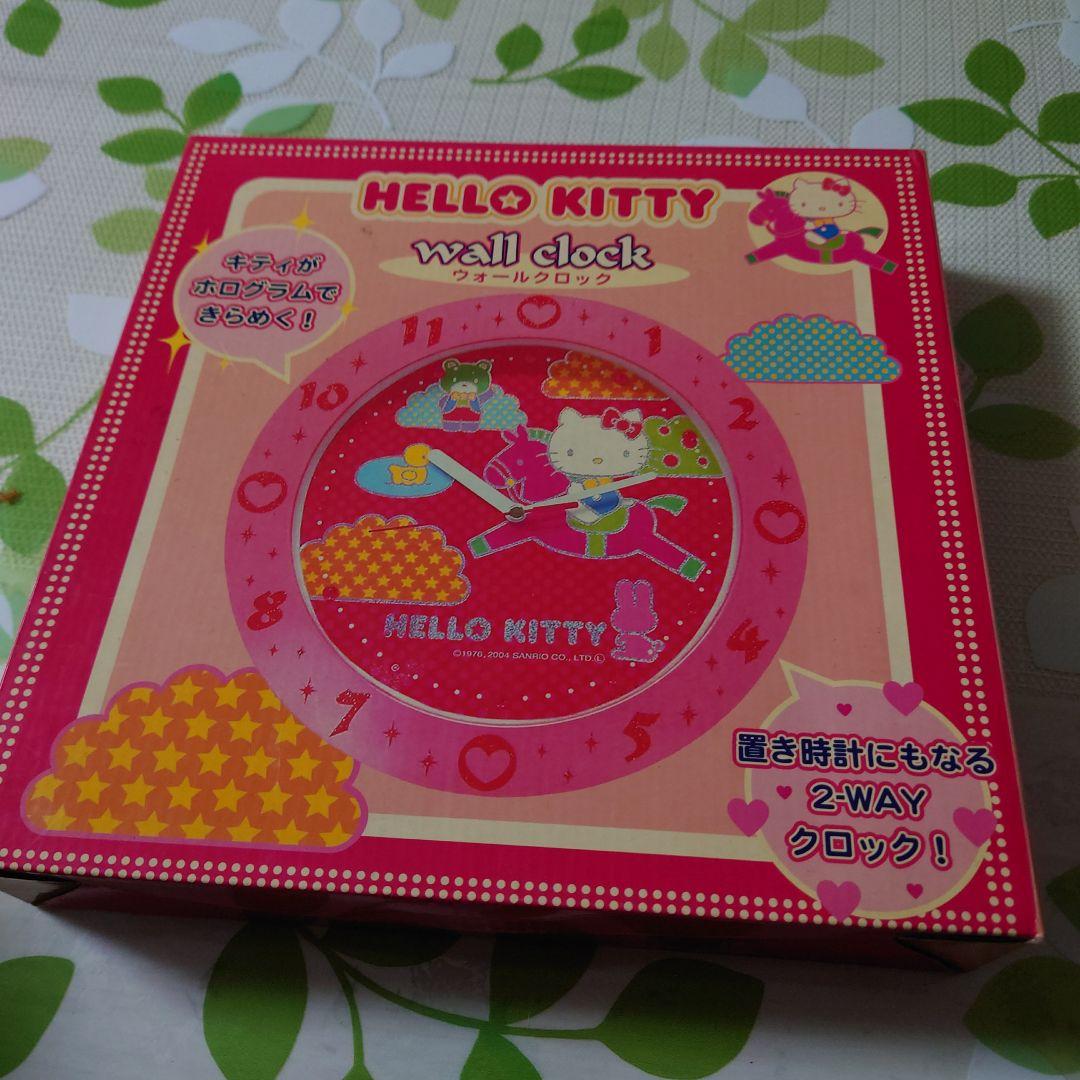 HELLO KITTY
wall clock
ウォールクロック
キティが
ホログラムで
きらめく！
11
1
10
2
8
4
7
5
HELLO KITTY
©1976, 2004 SANRIO CO., LTD.Ⓛ
置き時計にもなる
2-WAY
クロック！